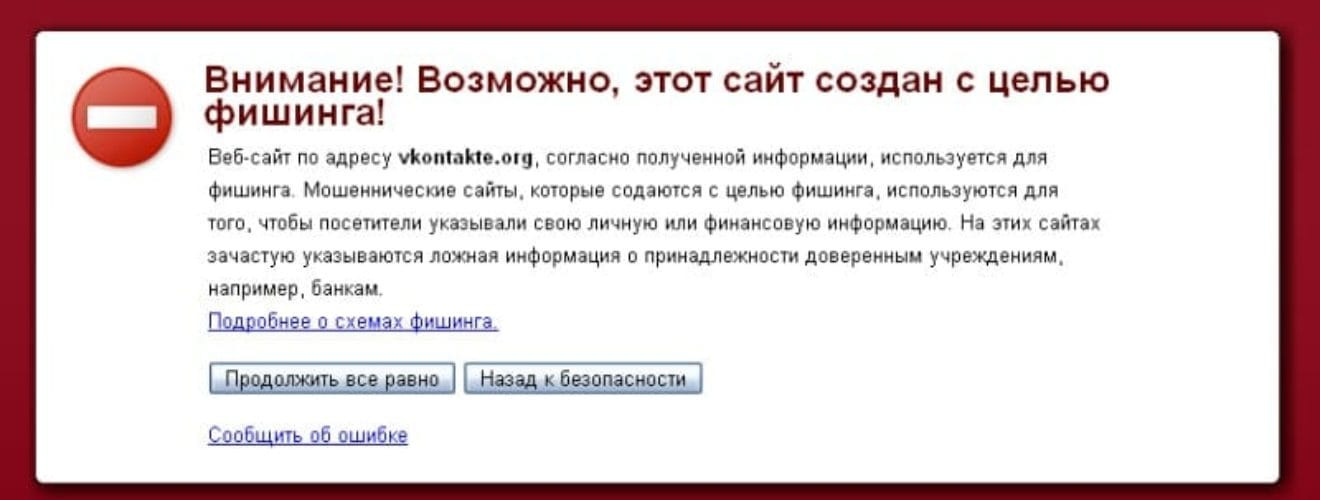 Внимание! Возможно, этот сайт создан с целью
фишинга!
Веб-сайт по адресу vkontakte.org, согласно полученной информации, используется для
фишинга. Мошеннические сайты, которые содаются с целью фишинга, используются для
того, чтобы посетители указывали свою личную или финансовую информацию. На этих сайтах
зачастую указываются ложная информация о принадлежности доверенным учреждениям,
например, банкам.
Подробнее о схемах фишинга.
Продолжить все равно Назад к безопасности
Сообщить об ошибке